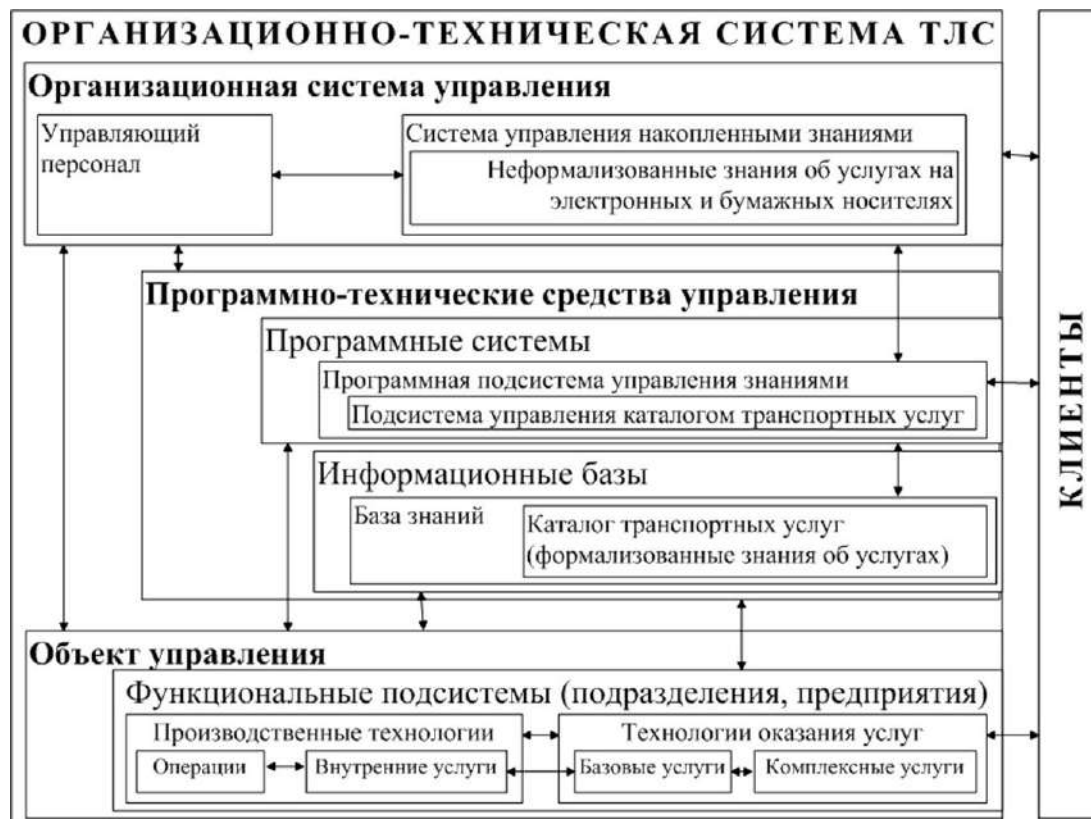 ОРГАНИЗАЦИОННО-ТЕХНИЧЕСКАЯ СИСТЕМА ТЛС
Организационная система управления
Управляющий
персонал
Система управления накопленными знаниями
Неформализованные знания об услугах на
электронных и бумажных носителях
Программно-технические средства управления
Программные системы
Программная подсистема управления знаниями
Подсистема управления каталогом транспортных услуг
Информационные базы
База знаний
Каталог транспортных услуг
(формализованные знания об услугах)
Объект управления
Функциональные подсистемы (подразделения, предприятия)
Производственные технологии
Операции
Внутренние услуги
Технологии оказания услуг
Базовые услуги
Комплексные услуги
КЛИЕНТЫ